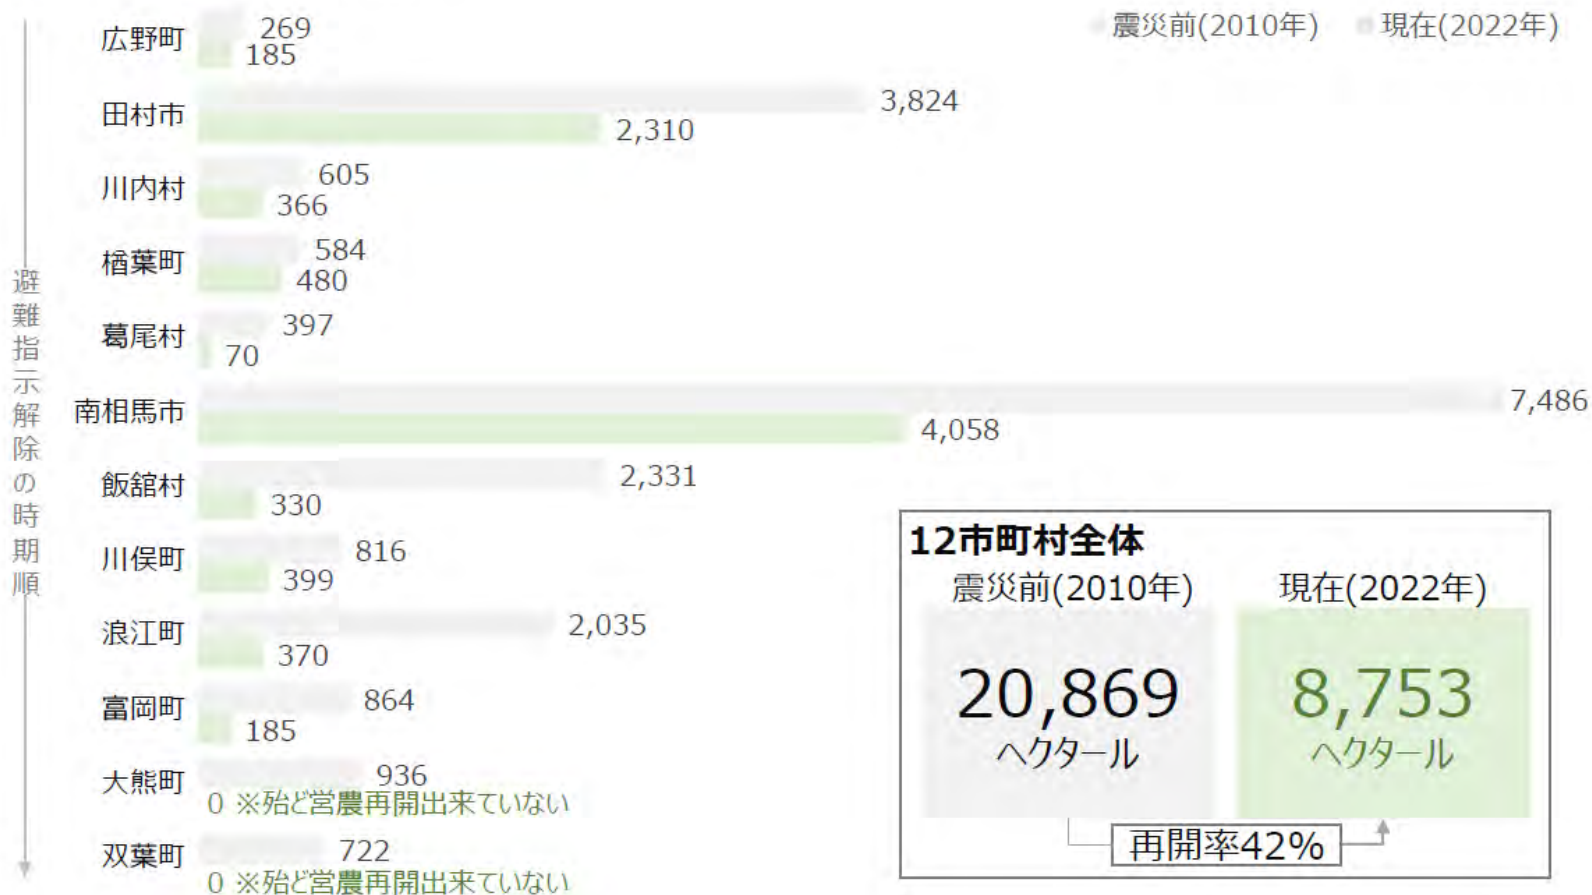 震災前(2010年) 現在(2022年)
避難指示解除の時期順
広野町 269
185
田村市 3,824
2,310
川内村 605
366
楢葉町 584
480
葛尾村 397
70
南相馬市 7,486
4,058
飯舘村 2,331
330
川俣町 816
399
浪江町 2,035
370
富岡町 864
185
大熊町 936
0 ※殆ど営農再開出来ていない
双葉町 722
0 ※殆ど営農再開出来ていない
12市町村全体
震災前(2010年) 現在(2022年)
20,869 8,753
ヘクタール ヘクタール
再開率42%